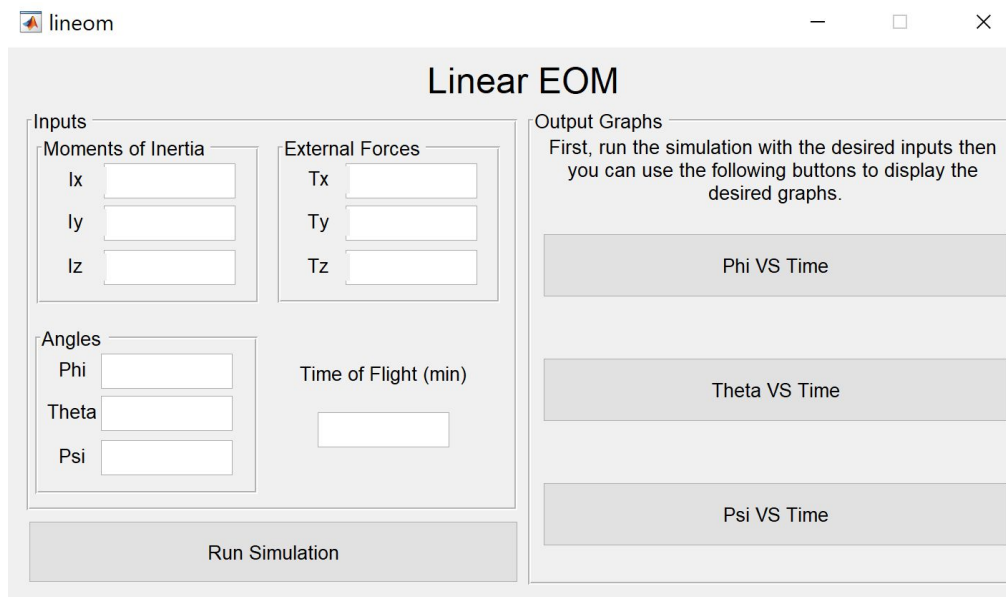 lineom
Linear EOM
Inputs
Moments of Inertia
Ix
Iy
Iz
External Forces
Tx
Ty
Tz
Angles
Phi
Theta
Psi
Time of Flight (min)
Run Simulation
Output Graphs
First, run the simulation with the desired inputs then
you can use the following buttons to display the
desired graphs.
Phi VS Time
Theta VS Time
Psi VS Time